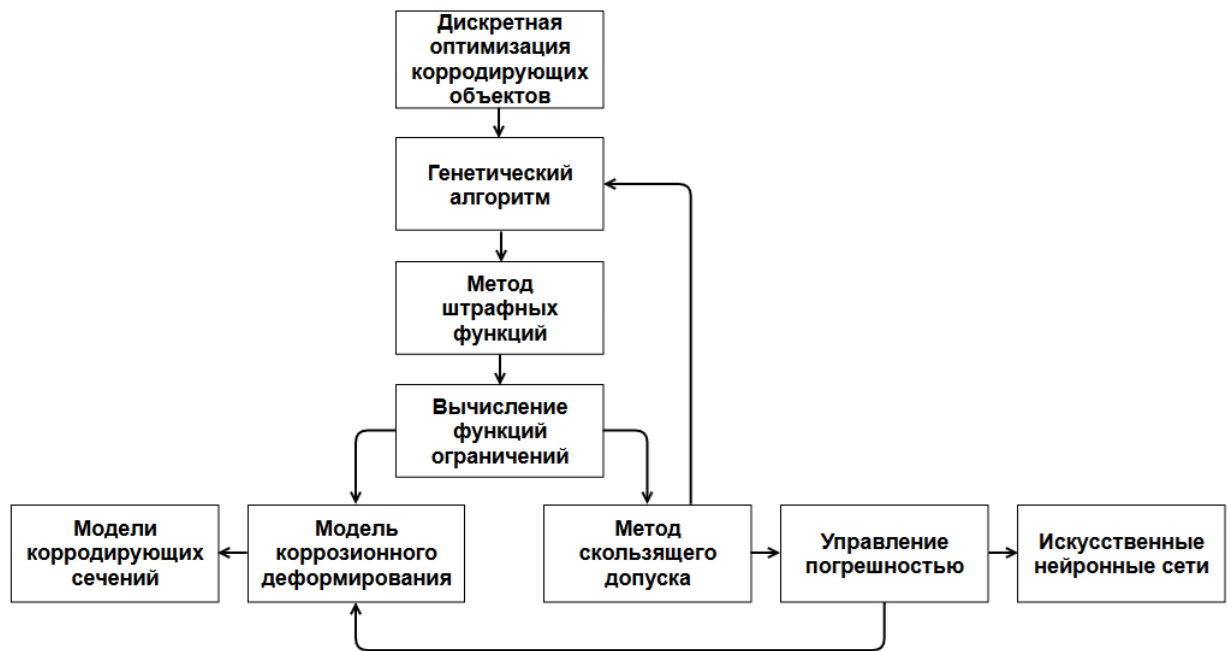 Дискретная
оптимизация
корродирующих
объектов
Генетический
алгоритм
Метод
штрафных
функций
Вычисление
функций
ограничений
Модели
корродирующих
сечений
Модель
коррозионного
деформирования
Метод
скользящего
допуска
Управление
погрешностью
Искусственные
нейронные сети